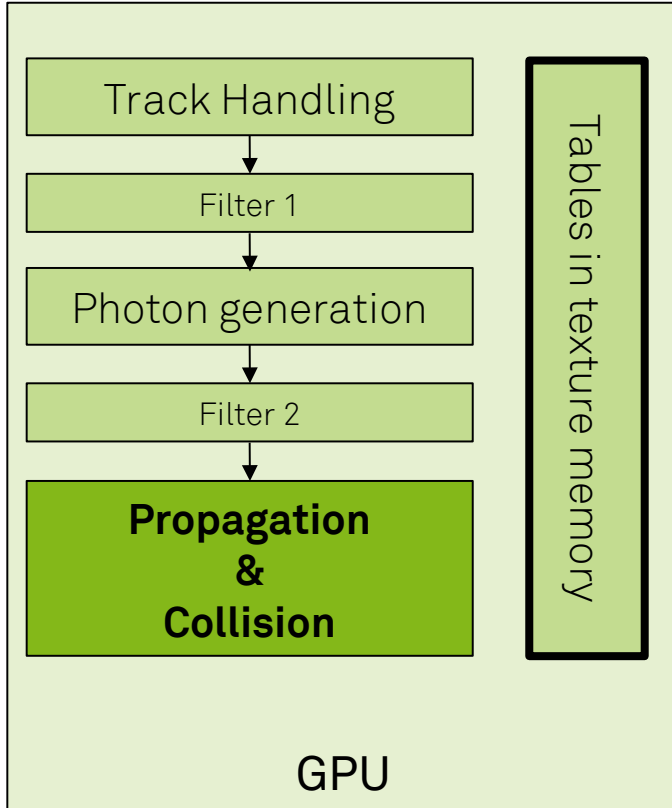 Track Handling
Filter 1
Photon generation
Filter 2
Propagation
&
Collision
Tables in texture memory
GPU